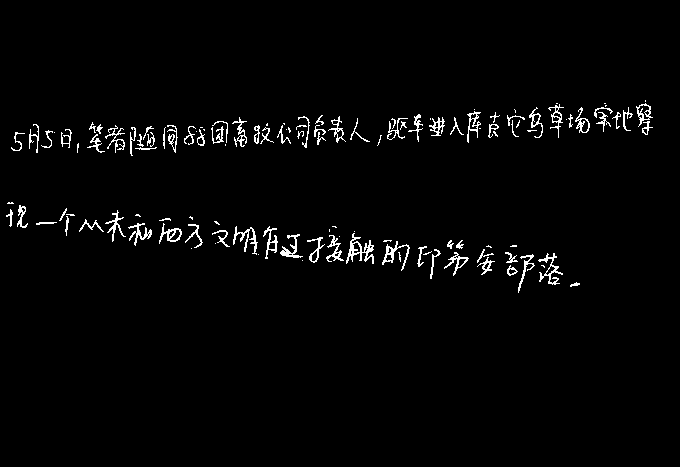 5月5日,笔者随同88团畜牧公司负责人,驱车进入库克它乌草场实地察
现一个从未和西方文明有过接触的印第安部落.